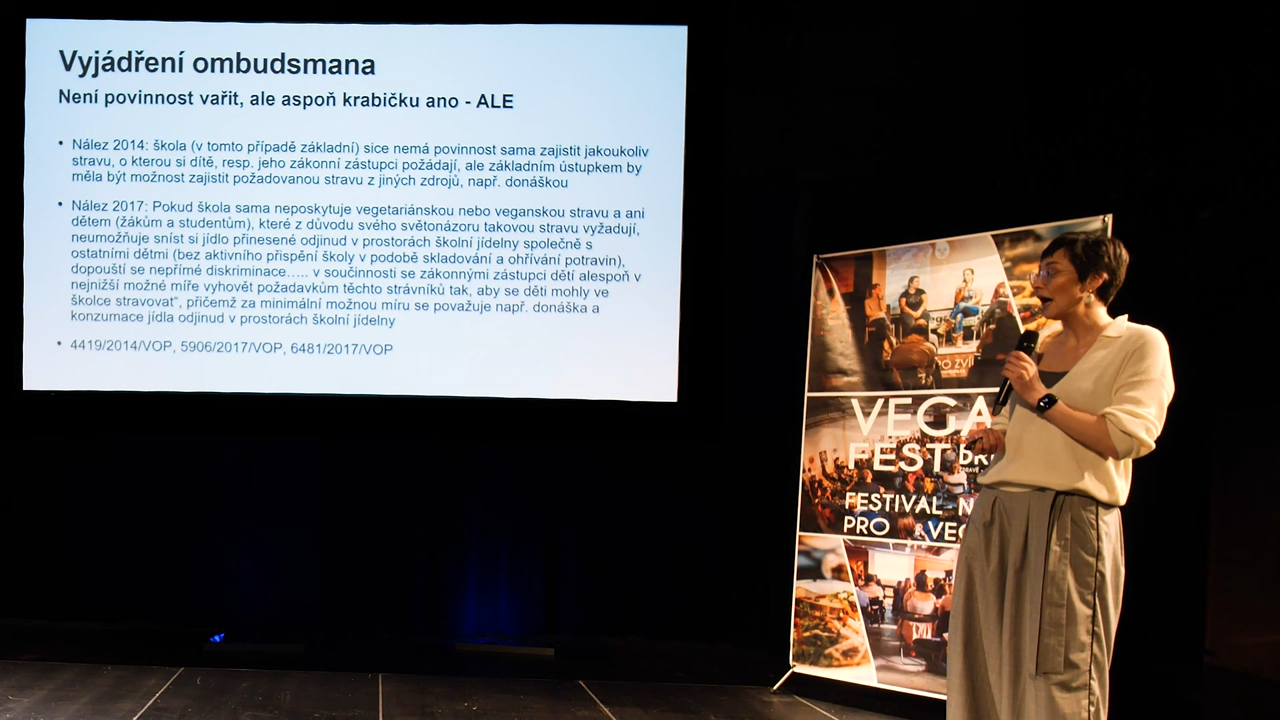 Vyjádření ombudsmana
Není povinnost vařit, ale aspoň krabičku ano - ALE
• Nález 2014: škola (v tomto případě základní) sice nemá povinnost sama zajistit jakoukoliv
stravu, o kterou si dítě, resp. jeho zákonní zástupci požádají, ale základním ústupkem by
měla být možnost zajistit požadovanou stravu z jiných zdrojů, např. donáškou
• Nález 2017: Pokud škola sama neposkytuje vegetariánskou nebo veganskou stravu a ani
dětem (žákům a studentům), které z důvodu svého světonázoru takovou stravu vyžadují,
neumožňuje sníst si jídlo přinesené odjinud v prostorách školní jídelny společně s
ostatními dětmi (bez aktivního přispění školy v podobě skladování a ohřívání potravin),
dopouští se nepřímé diskriminace….. v součinnosti se zákonnými zástupci dětí alespoň v
nejnižší možné míře vyhovět požadavkům těchto strávníků tak, aby se děti mohly ve
školce stravovat“, přičemž za minimální možnou míru se považuje např. donáška a
konzumace jídla odjinud v prostorách školní jídelny
• 4419/2014/VOP, 5906/2017/VOP, 6481/2017/VOP
VEGA
FEST
FESTIVAL N
PRO VEG